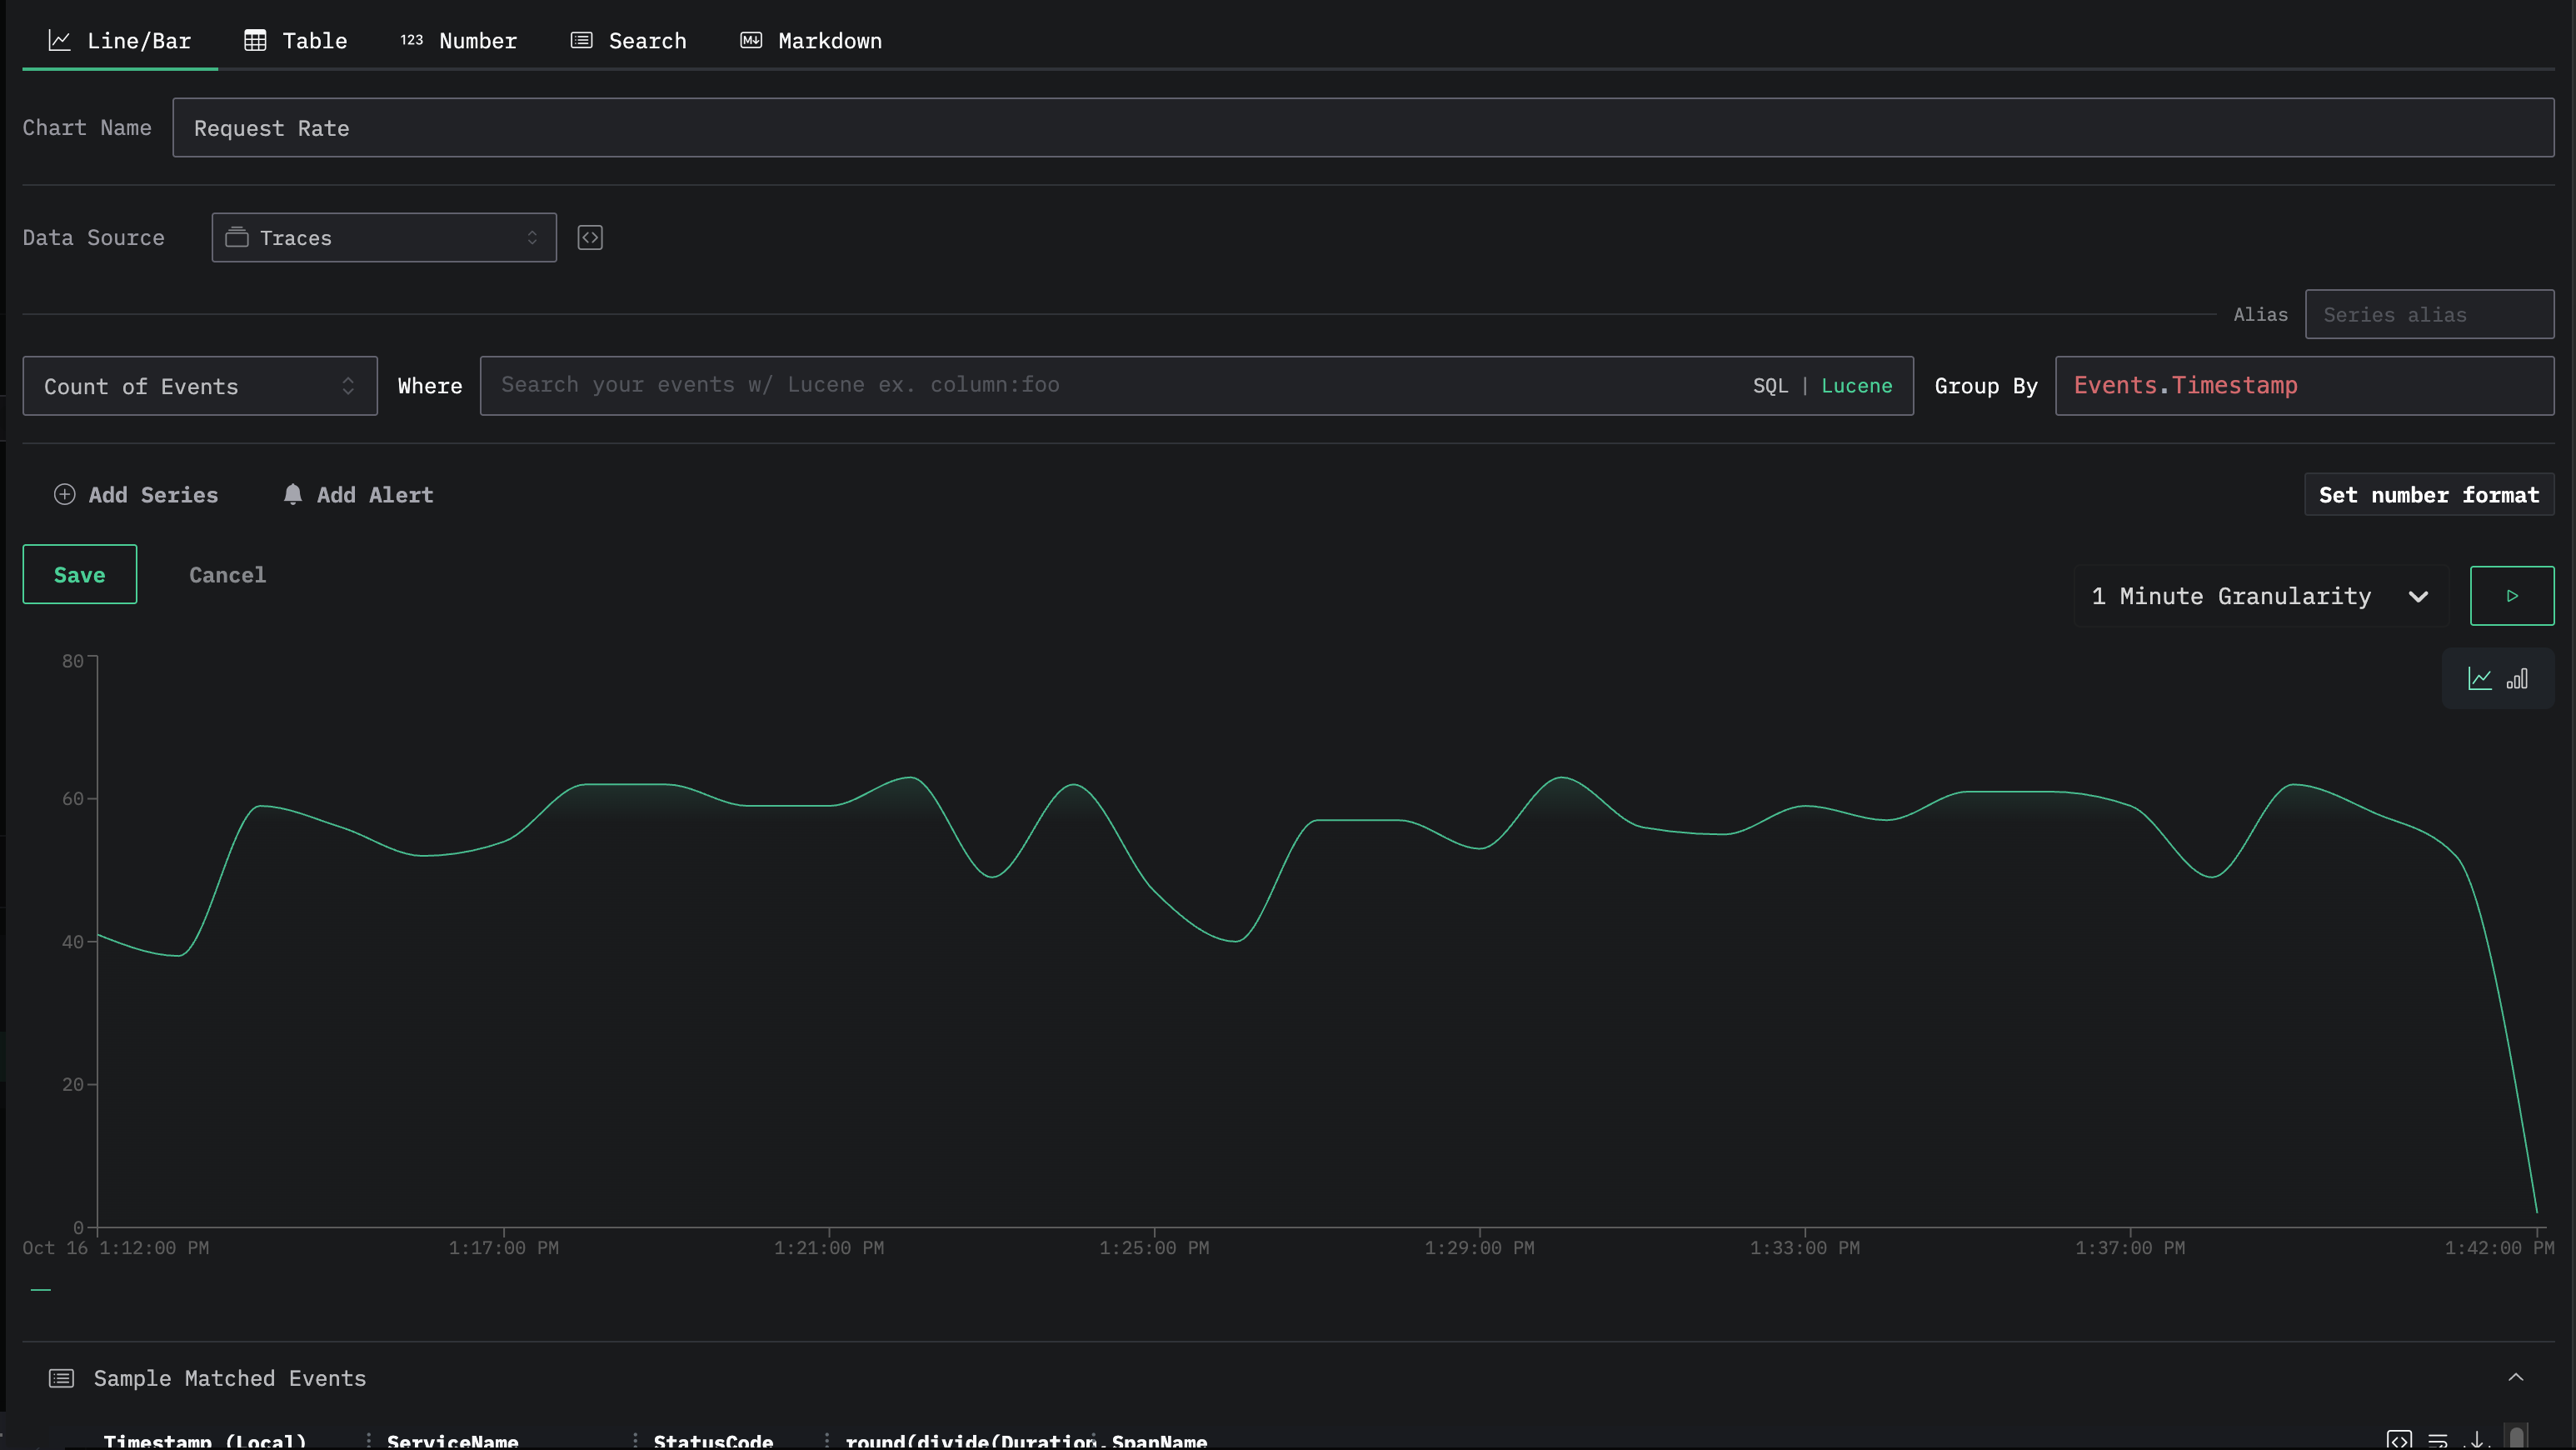 Line/Bar Table 123 Number Search M↓ Markdown
Chart Name Request Rate
Data Source Traces
Alias Series alias
Count of Events Where Search your events w/ Lucene ex. column:foo SQL | Lucene Group By Events.Timestamp
Add Series Add Alert Set number format
Save Cancel
1 Minute Granularity
80
60
40
20
0
Oct 16 1:12:00 PM 1:17:00 PM 1:21:00 PM 1:25:00 PM 1:29:00 PM 1:33:00 PM 1:37:00 PM 1:42:00 PM
Sample Matched Events
Timestamp (Local) ServiceName StatusCode round(divide(Duration, SpanName